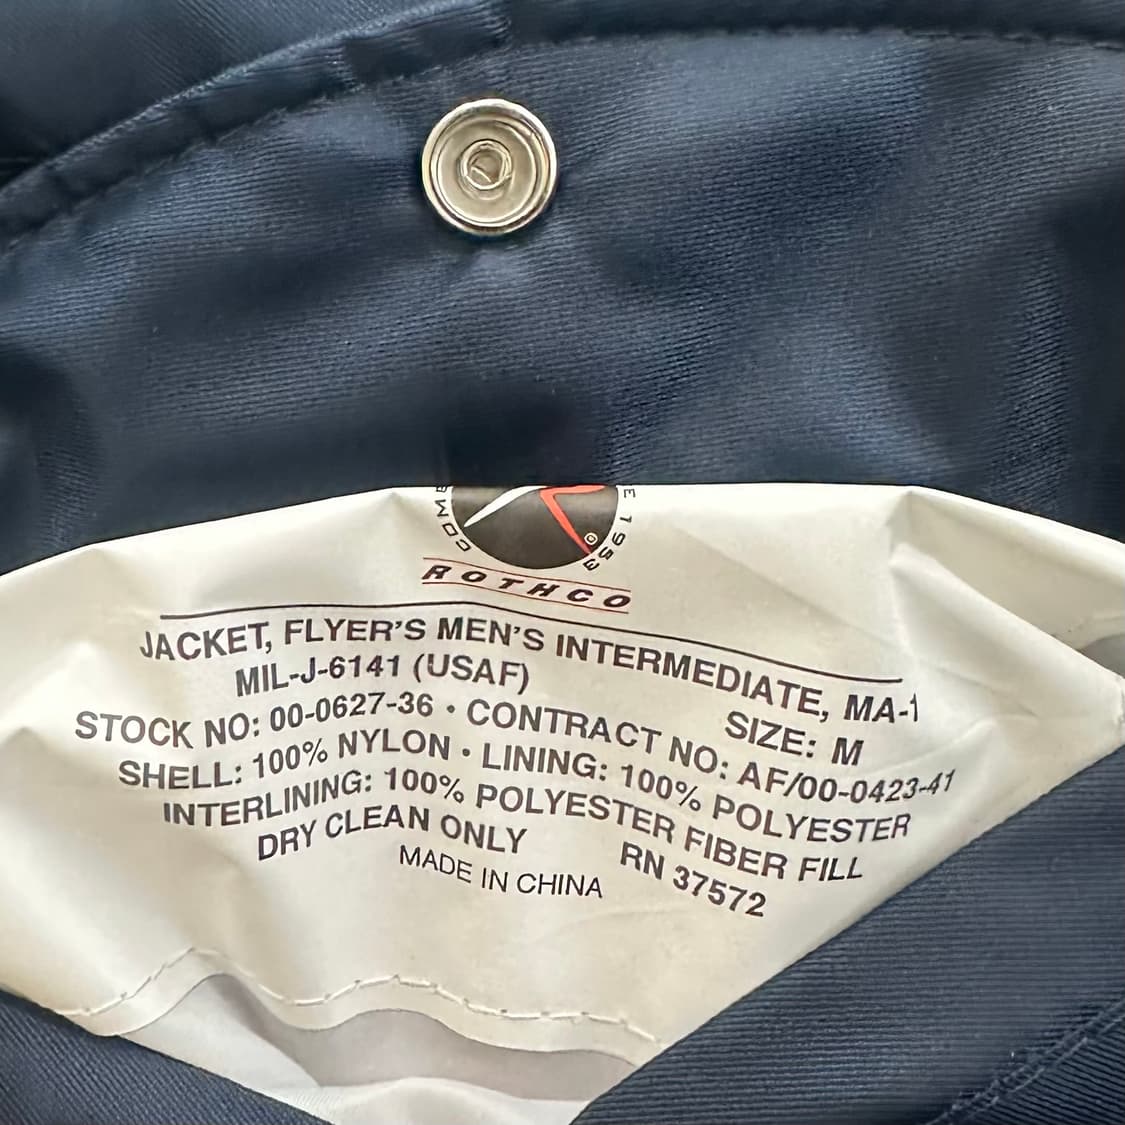 ROTHCO
JACKET, FLYER'S MEN'S INTERMEDIATE, MA-1
MIL-J-6141 (USAF) SIZE: M
STOCK NO: 00-0627-36 • CONTRACT NO: AF/00-0423-41
SHELL: 100% NYLON • LINING: 100% POLYESTER
INTERLINING: 100% POLYESTER FIBER FILL
DRY CLEAN ONLY RN 37572
MADE IN CHINA